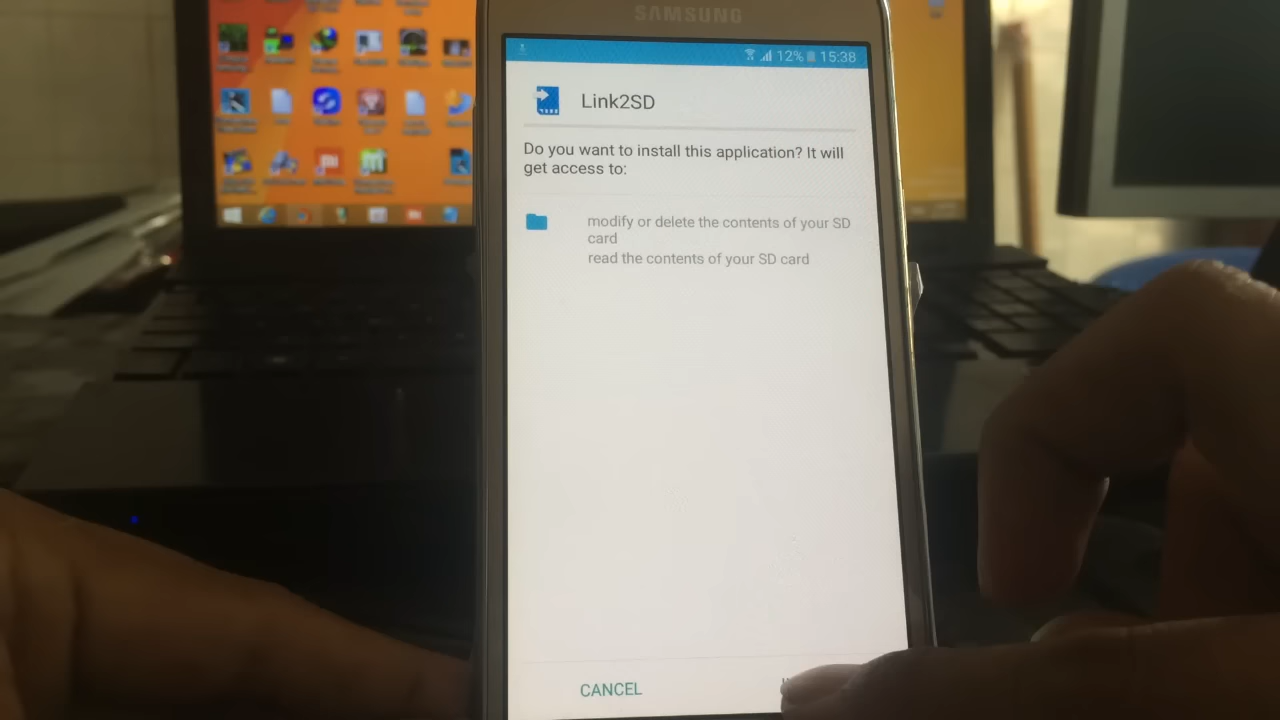 SAMSUNG
12% 15:38
Link2SD
Do you want to install this application? It will
get access to:
modify or delete the contents of your SD
card
read the contents of your SD card
CANCEL